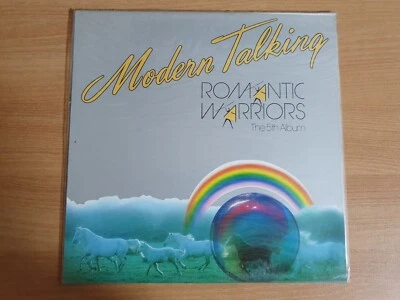 Modern Talking
ROMANTIC
WARRIORS
The 5th Album